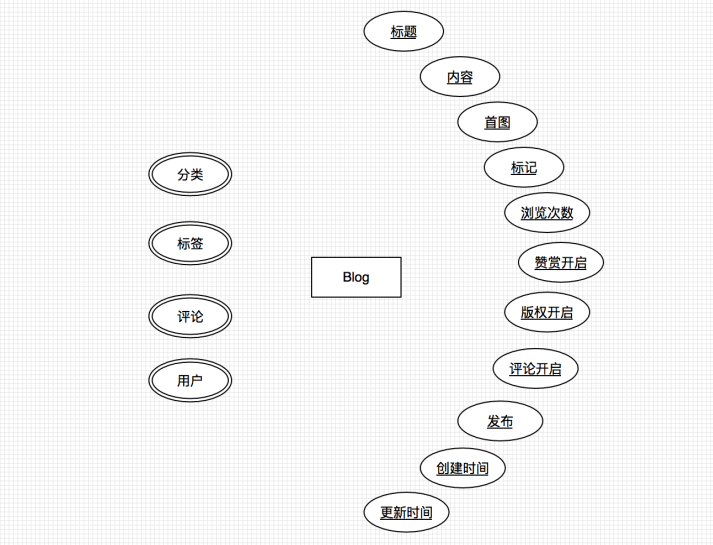 标题
内容
首图
标记
浏览次数
赞赏开启
版权开启
评论开启
发布
创建时间
更新时间
分类
标签
评论
用户
Blog